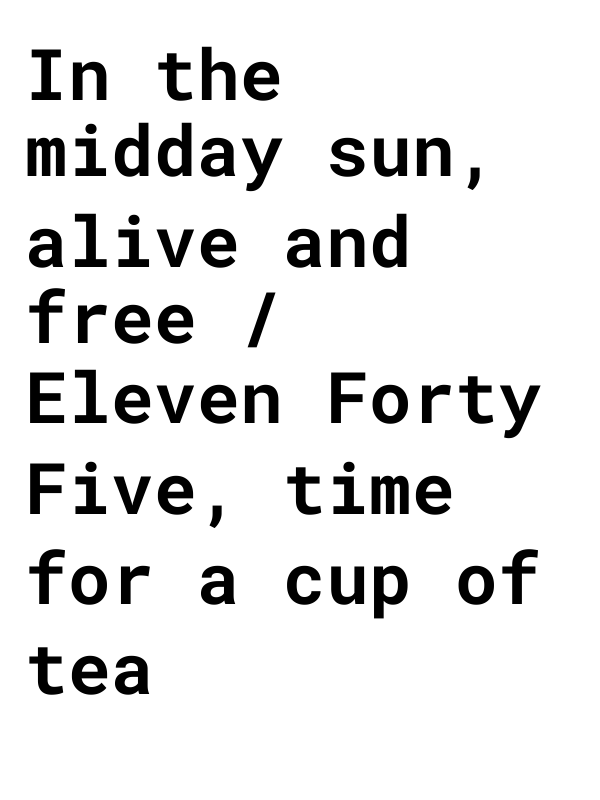 In the
midday sun,
alive and
free /
Eleven Forty
Five, time
for a cup of
tea